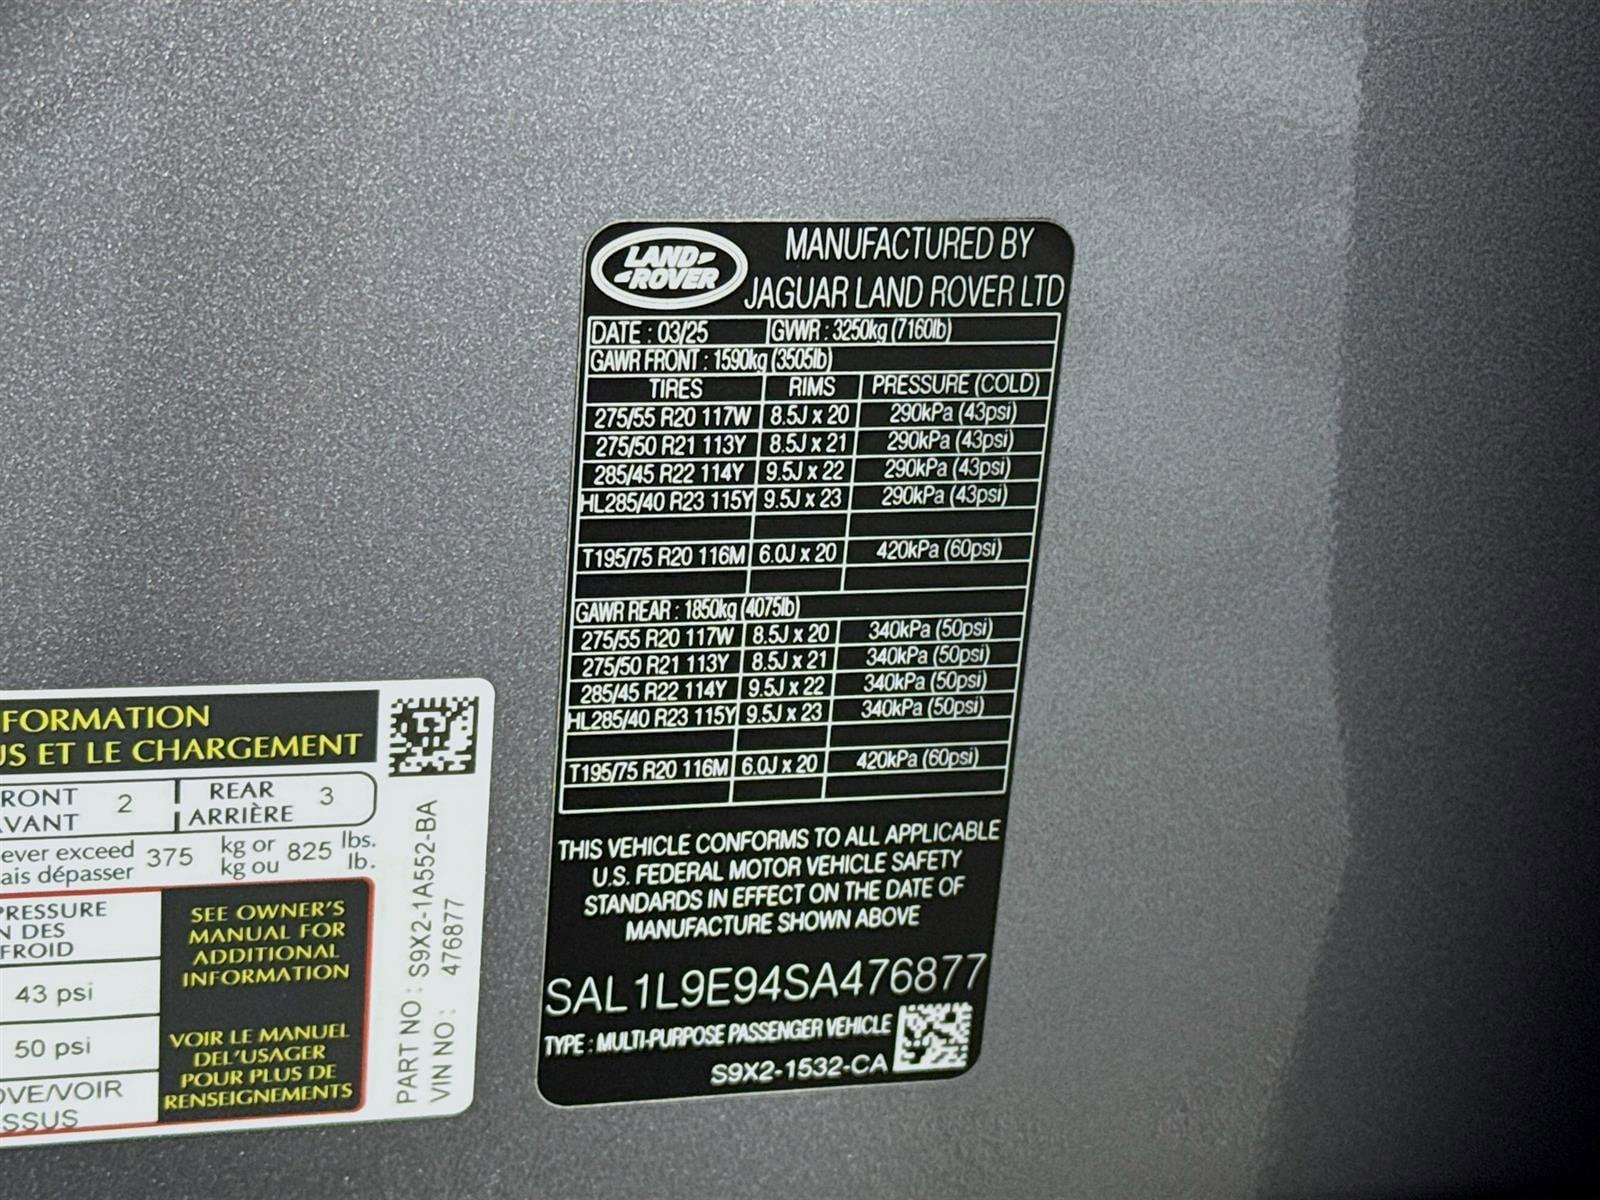 LAND-
-ROVER
MANUFACTURED BY
JAGUAR LAND ROVER LTD
DATE : 03/25 GVWR : 3250kg (7160lb)
GAWR FRONT : 1590kg (3505lb)
TIRES RIMS PRESSURE (COLD)
275/55 R20 117W 8.5J x 20 290kPa (43psi)
275/50 R21 113Y 8.5J x 21 290kPa (43psi)
285/45 R22 114Y 9.5J x 22 290kPa (43psi)
HL285/40 R23 115Y 9.5J x 23 290kPa (43psi)
T195/75 R20 116M 6.0J x 20 420kPa (60psi)
GAWR REAR : 1850kg (4075lb)
275/55 R20 117W 8.5J x 20 340kPa (50psi)
275/50 R21 113Y 8.5J x 21 340kPa (50psi)
285/45 R22 114Y 9.5J x 22 340kPa (50psi)
HL285/40 R23 115Y 9.5J x 23 340kPa (50psi)
T195/75 R20 116M 6.0J x 20 420kPa (60psi)
THIS VEHICLE CONFORMS TO ALL APPLICABLE
U.S. FEDERAL MOTOR VEHICLE SAFETY
STANDARDS IN EFFECT ON THE DATE OF
MANUFACTURE SHOWN ABOVE
SAL1L9E94SA476877
TYPE : MULTI-PURPOSE PASSENGER VEHICLE
S9X2-1532-CA
FORMATION
US ET LE CHARGEMENT
RONT 2 REAR 3
AVANT ARRIÈRE
ever exceed 375 kg or 825 lbs.
ais dépasser kg ou lb.
PRESSURE
N DES
FROID
43 psi
50 psi
OVE/VOIR
SSUS
SEE OWNER'S
MANUAL FOR
ADDITIONAL
INFORMATION
VOIR LE MANUEL
DEL'USAGER
POUR PLUS DE
RENSEIGNEMENTS
PART NO : S9X2-1A552-BA
VIN NO : 476877